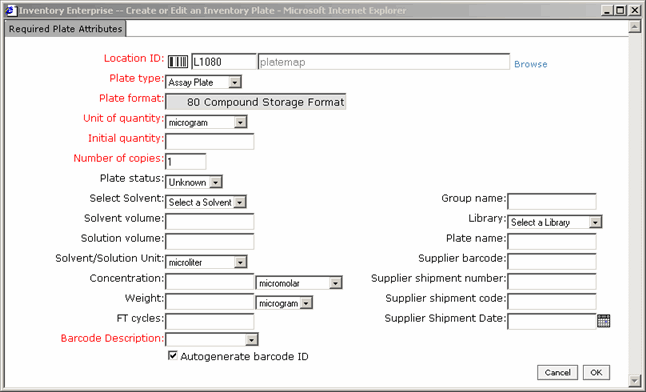 Inventory Enterprise -- Create or Edit an Inventory Plate - Microsoft Internet Explorer
Required Plate Attributes
Location ID: L1080 platemap Browse
Plate type: Assay Plate
Plate format: 80 Compound Storage Format
Unit of quantity: microgram
Initial quantity:
Number of copies: 1
Plate status: Unknown
Select Solvent: Select a Solvent Group name:
Solvent volume: Library: Select a Library
Solution volume: Plate name:
Solvent/Solution Unit: microliter Supplier barcode:
Concentration: micromolar Supplier shipment number:
Weight: microgram Supplier shipment code:
FT cycles: Supplier Shipment Date:
Barcode Description:
Autogenerate barcode ID
Cancel OK